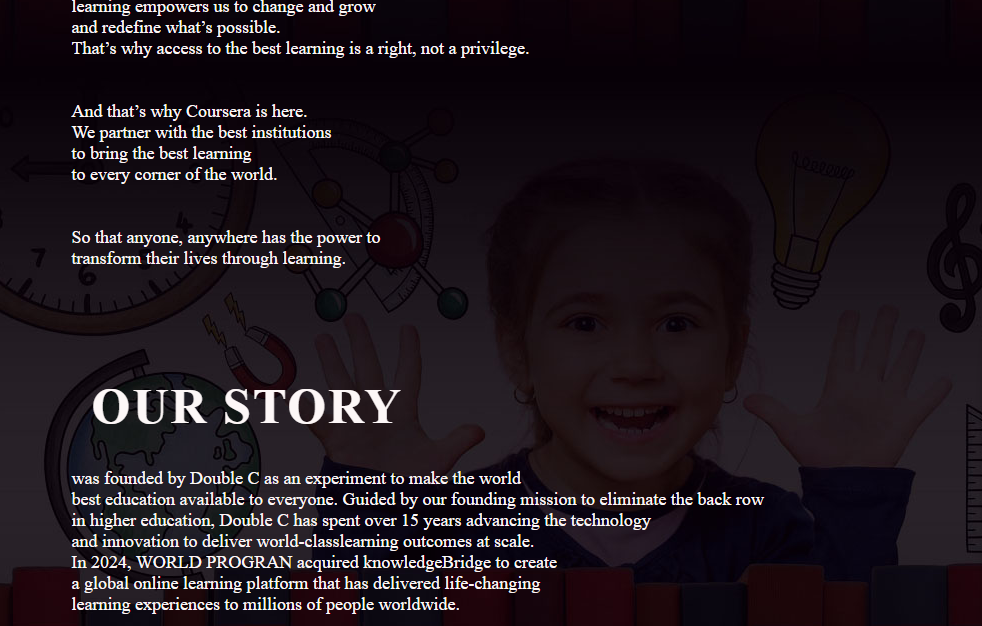 learning empowers us to change and grow
and redefine what’s possible.
That’s why access to the best learning is a right, not a privilege.
And that’s why Coursera is here.
We partner with the best institutions
to bring the best learning
to every corner of the world.
So that anyone, anywhere has the power to
transform their lives through learning.
OUR STORY
was founded by Double C as an experiment to make the world
best education available to everyone. Guided by our founding mission to eliminate the back row
in higher education, Double C has spent over 15 years advancing the technology
and innovation to deliver world-classlearning outcomes at scale.
In 2024, WORLD PROGRAN acquired knowledgeBridge to create
a global online learning platform that has delivered life-changing
learning experiences to millions of people worldwide.
4
7
6